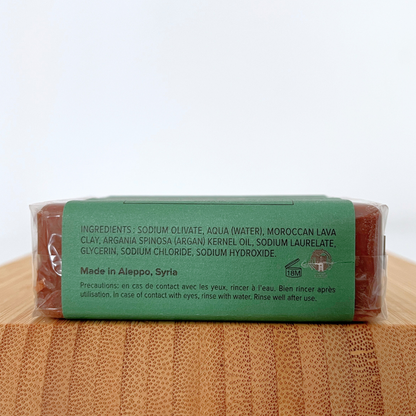 INGREDIENTS : SODIUM OLIVATE, AQUA (WATER), MOROCCAN LAVA
CLAY, ARGANIA SPINOSA (ARGAN) KERNEL OIL, SODIUM LAURELATE,
GLYCERIN, SODIUM CHLORIDE, SODIUM HYDROXIDE.
Made in Aleppo, Syria
18M
Precautions: en cas de contact avec les yeux, rincer à l'eau. Bien rincer après
utilisation. In case of contact with eyes, rinse with water. Rinse well after use.